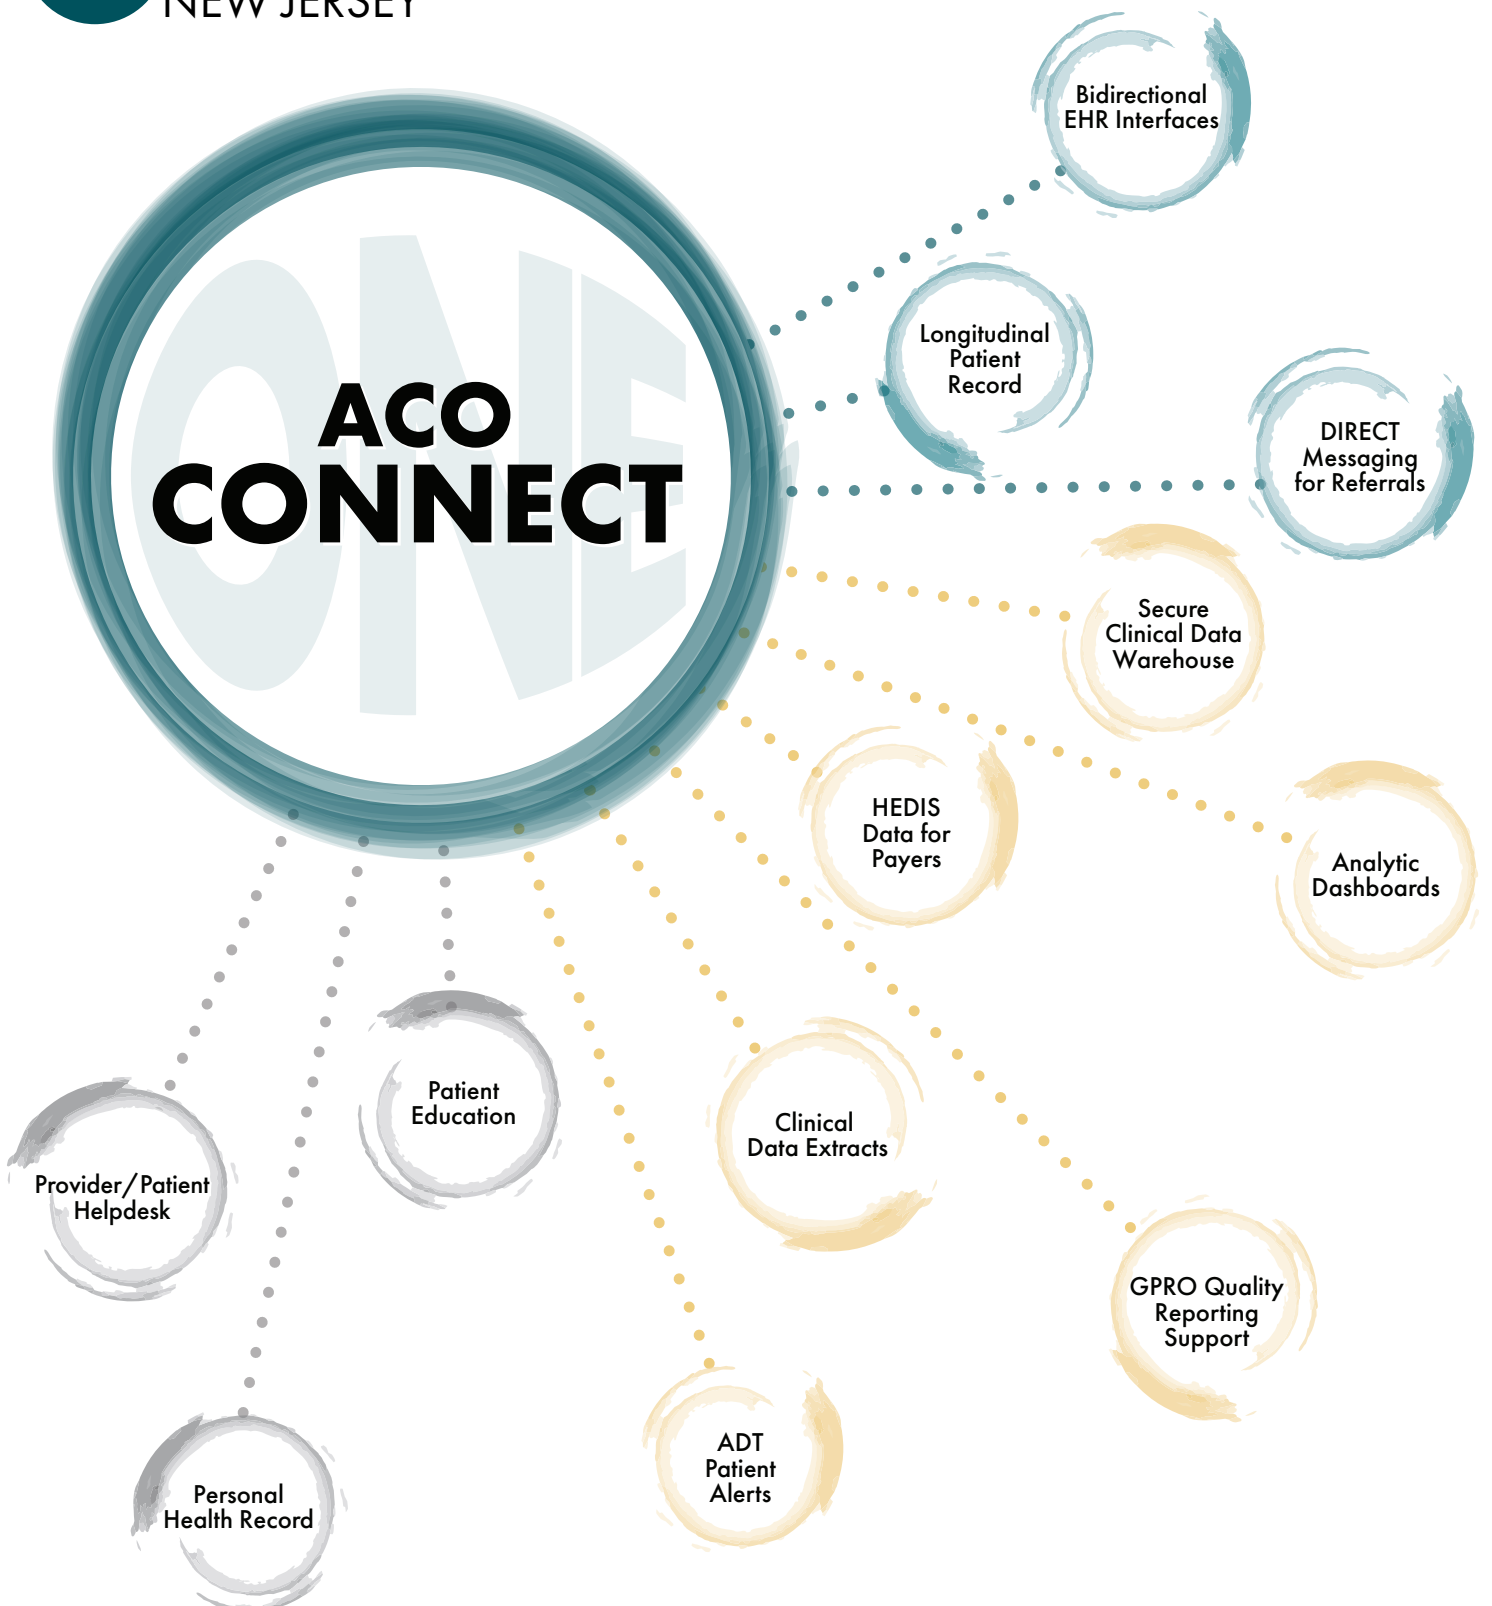 NEW JERSEY
Bidirectional
EHR Interfaces
Longitudinal
Patient
Record
DIRECT
Messaging
for Referrals
ONE
ACO
CONNECT
Secure
Clinical Data
Warehouse
HEDIS
Data for
Payers
Analytic
Dashboards
Patient
Education
Clinical
Data Extracts
Provider/Patient
Helpdesk
GPRO Quality
Reporting
Support
ADT
Patient
Alerts
Personal
Health Record